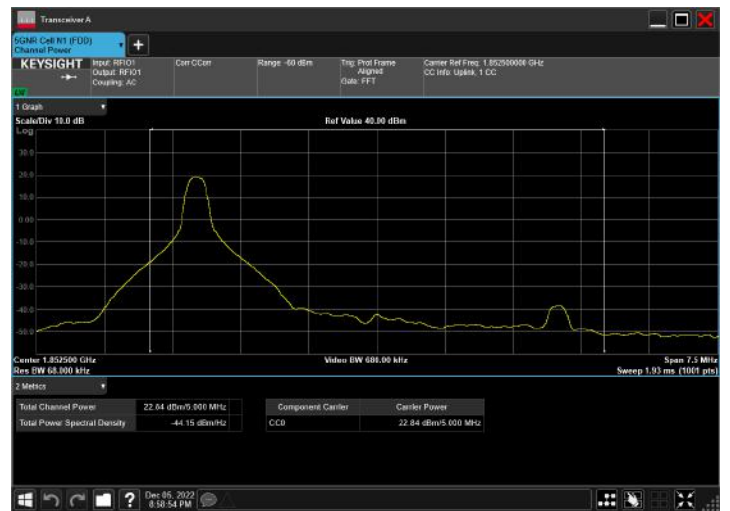 Transceiver A
5GNR Cell N1 (FDD)
Channel Power
+
KEYSIGHT
Input: RFIO1
Output: RFIO1
Coupling: AC
Corr CCorr
Range -60 dBm
Trig: Prot Frame
Aligned
Gate: FFT
Carrier Ref Freq: 1.852500000 GHz
CC Info: Uplink, 1 CC
1 Graph
Scale/Div 10.0 dB
Ref Value 40.00 dBm
Log
30.0
20.0
10.0
0.00
-10.0
-20.0
-30.0
-40.0
-50.0
Center 1.852500 GHz
Video BW 680.00 kHz
Span 7.5 MHz
Res BW 68.000 kHz
Sweep 1.93 ms (1001 pts)
2 Metrics
Total Channel Power
22.84 dBm/5.000 MHz
Total Power Spectral Density
-44.15 dBm/Hz
Component Carrier
Carrier Power
CC0
22.84 dBm/5.000 MHz
?
Dec 05, 2022
8:58:54 PM